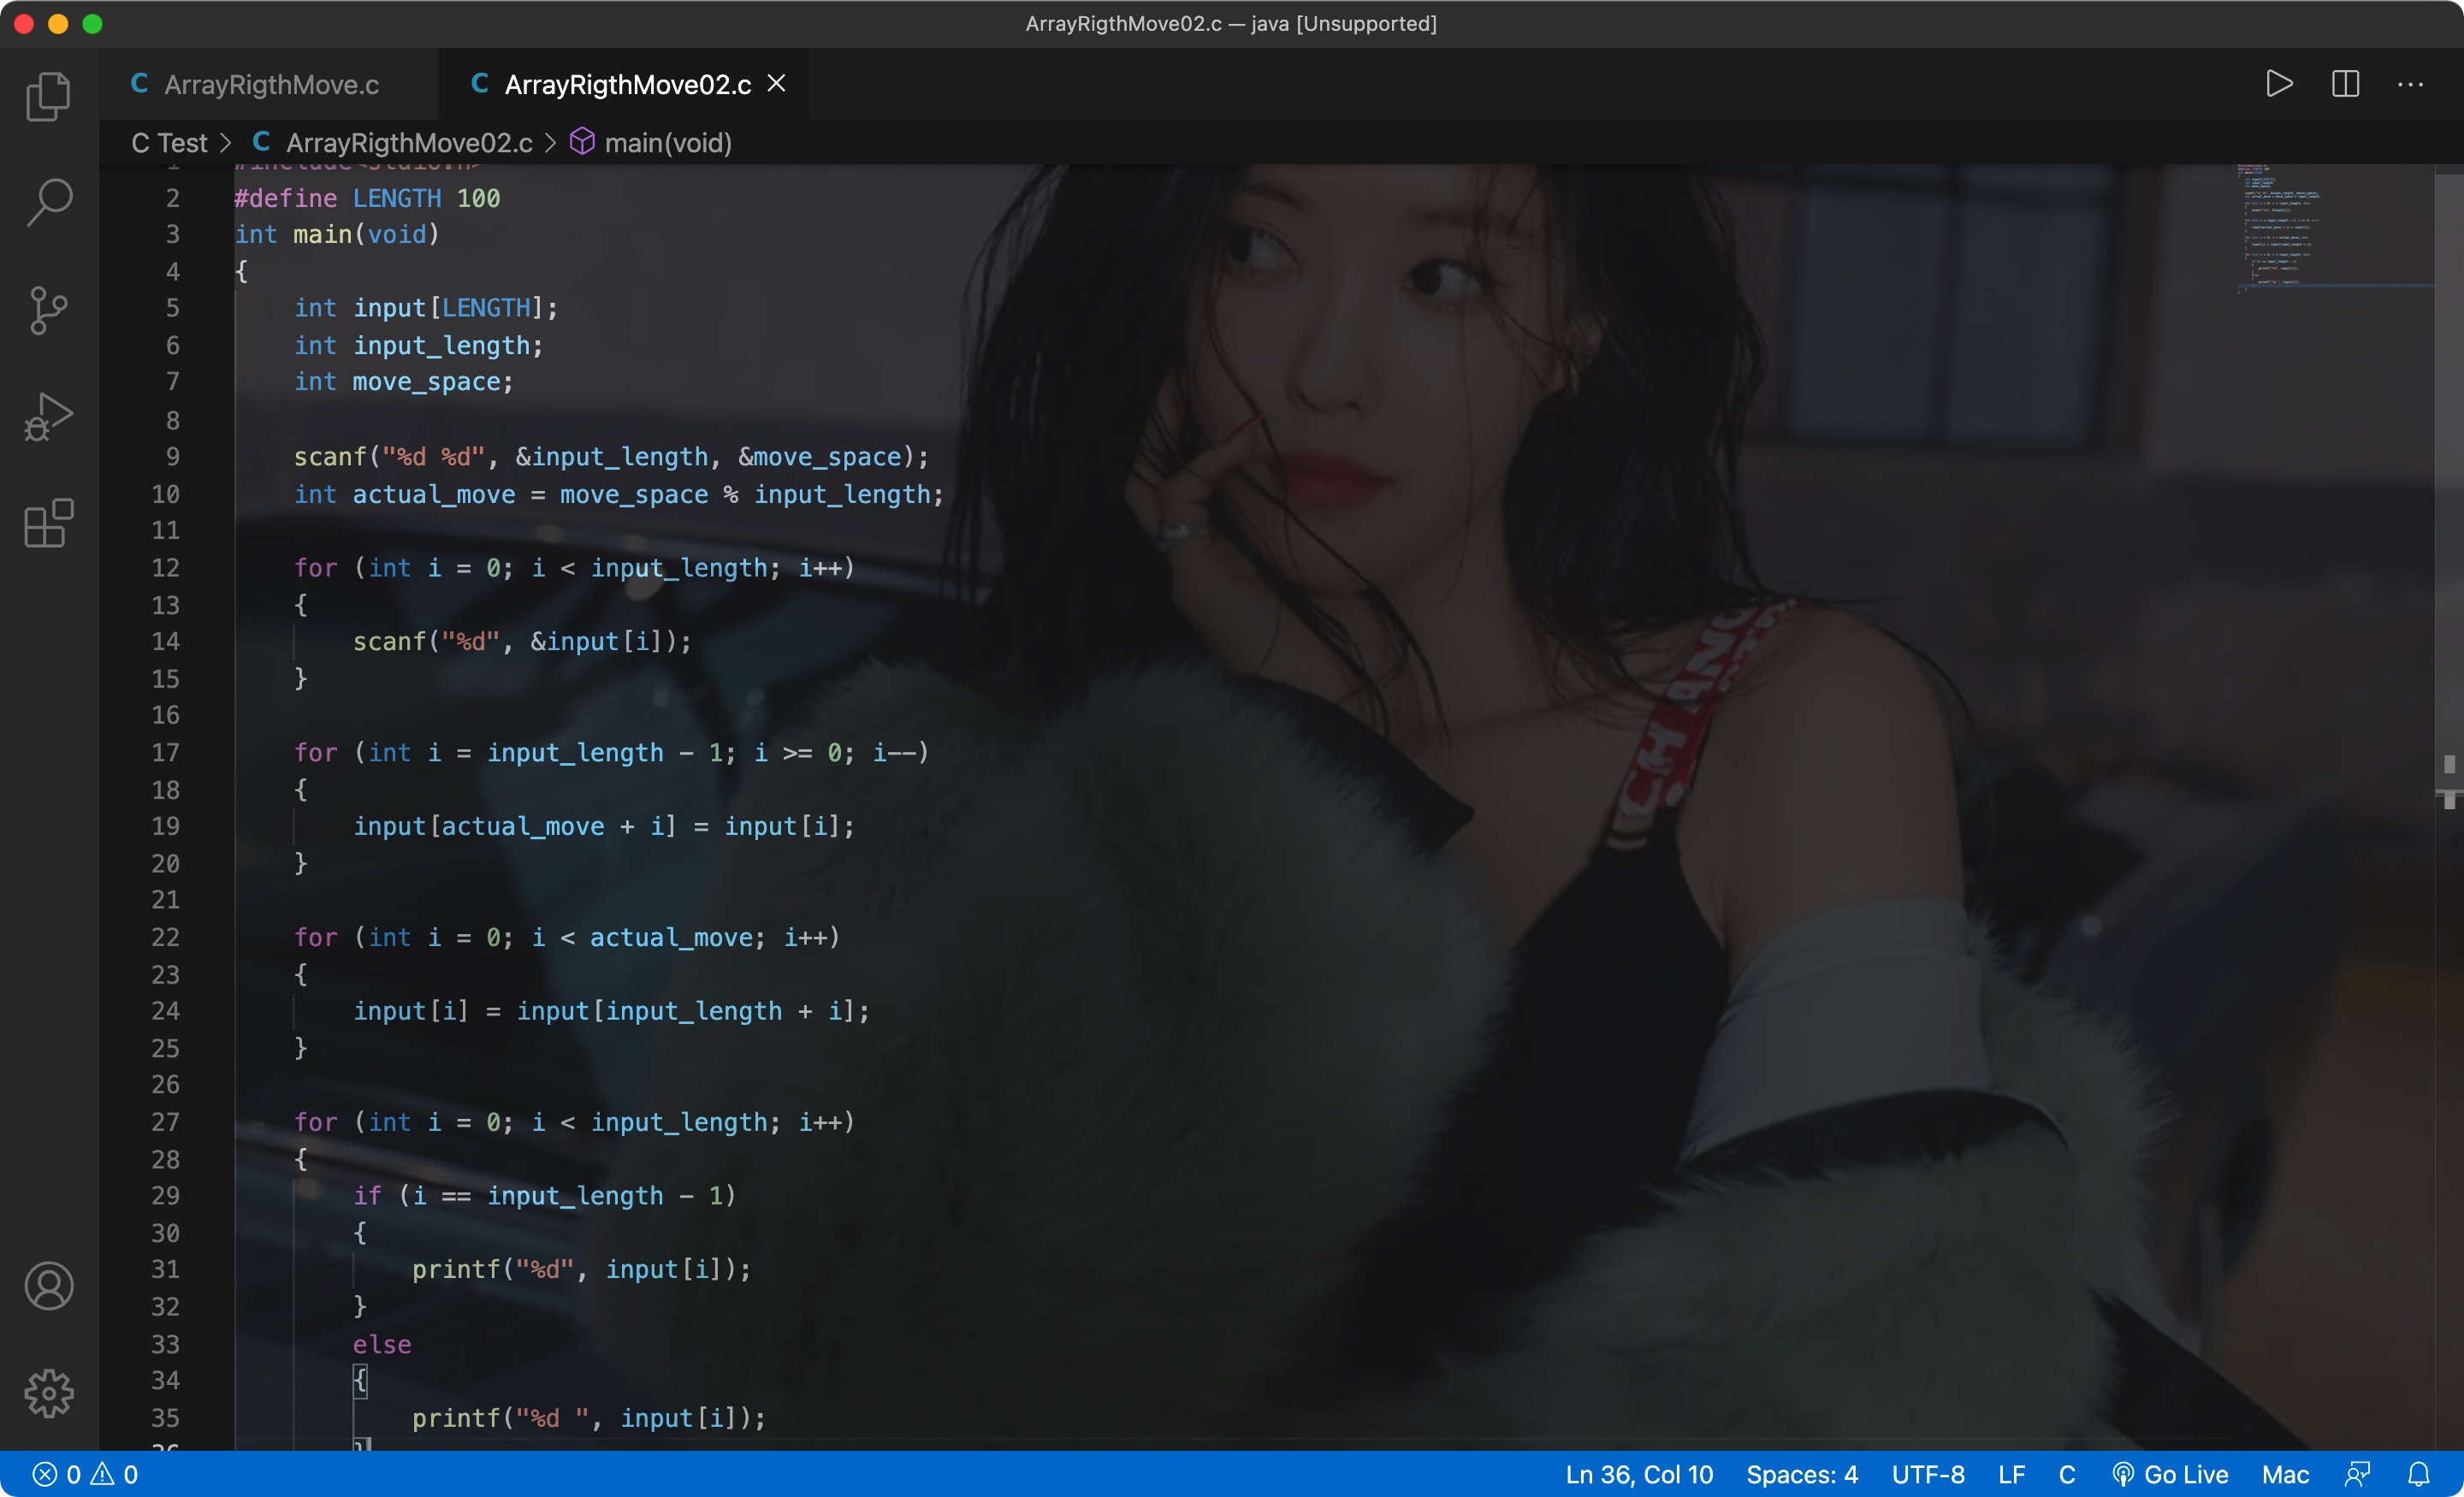 ArrayRigthMove02.c — java [Unsupported]
ArrayRigthMove.c
ArrayRigthMove02.c
C Test > ArrayRigthMove02.c > main(void)
1 #include<stdio.h>
2 #define LENGTH 100
3 int main(void)
4 {
5 int input[LENGTH];
6 int input_length;
7 int move_space;
8
9 scanf("%d %d", &input_length, &move_space);
10 int actual_move = move_space % input_length;
11
12 for (int i = 0; i < input_length; i++)
13 {
14 scanf("%d", &input[i]);
15 }
16
17 for (int i = input_length - 1; i >= 0; i--)
18 {
19 input[actual_move + i] = input[i];
20 }
21
22 for (int i = 0; i < actual_move; i++)
23 {
24 input[i] = input[input_length + i];
25 }
26
27 for (int i = 0; i < input_length; i++)
28 {
29 if (i == input_length - 1)
30 {
31 printf("%d", input[i]);
32 }
33 else
34 {
35 printf("%d ", input[i]);
36 }
0 0 Ln 36, Col 10 Spaces: 4 UTF-8 LF C Go Live Mac